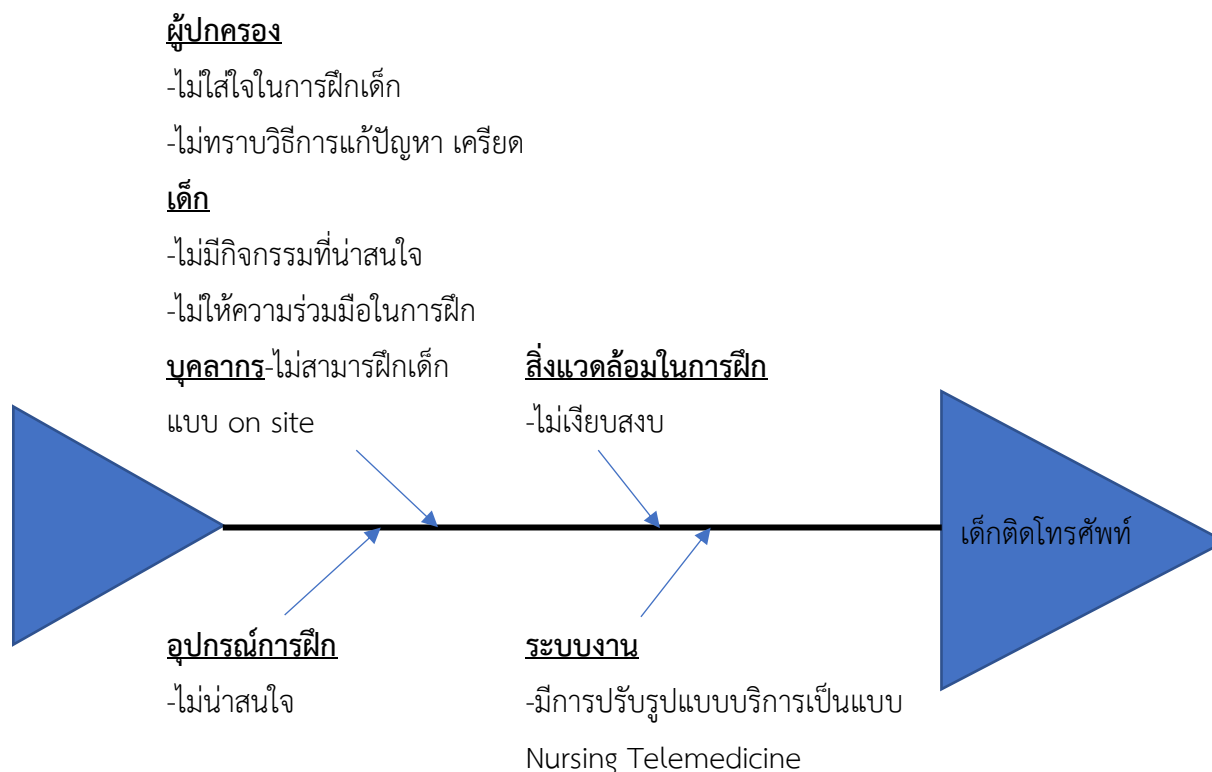 ผู้ปกครอง
-ไม่ใส่ใจในการฝึกเด็ก
-ไม่ทราบวิธีการแก้ปัญหา เครียด
เด็ก
-ไม่มีกิจกรรมที่น่าสนใจ
-ไม่ให้ความร่วมมือในการฝึก
บุคลากร-ไม่สามารฝึกเด็ก
แบบ on site
สิ่งแวดล้อมในการฝึก
-ไม่เงียบสงบ
เด็กติดโทรศัพท์
อุปกรณ์การฝึก
-ไม่น่าสนใจ
ระบบงาน
-มีการปรับรูปแบบบริการเป็นแบบ
Nursing Telemedicine